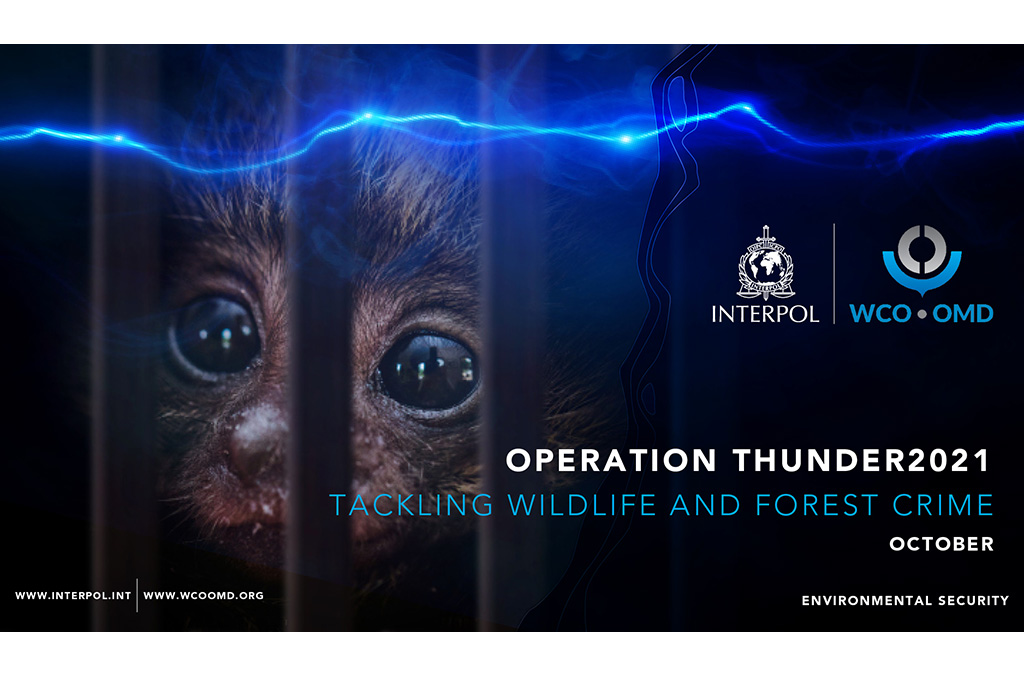 INTERPOL
WCO • OMD
OPERATION THUNDER2021
TACKLING WILDLIFE AND FOREST CRIME
OCTOBER
WWW.INTERPOL.INT | WWW.WCOOMD.ORG
ENVIRONMENTAL SECURITY